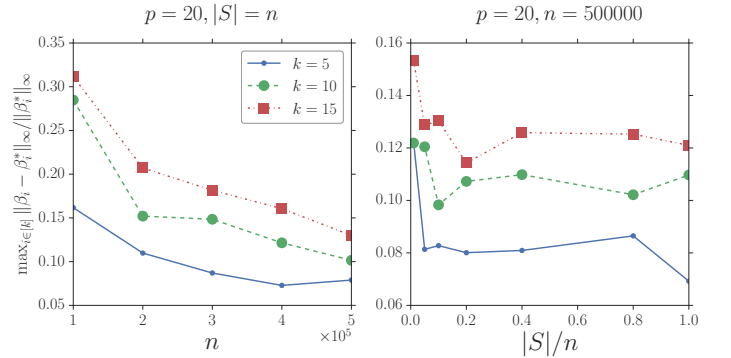 p = 20, |S| = n
p = 20, n = 500000
max_{i∈[k]} ||β_i − β_i^*||_∞/||β_i^*||_∞
0.35
0.30
0.25
0.20
0.15
0.10
0.05
k = 5
k = 10
k = 15
1 2 3 4 5
×10^5
n
0.16
0.14
0.12
0.10
0.08
0.06
0.0 0.2 0.4 0.6 0.8 1.0
|S|/n